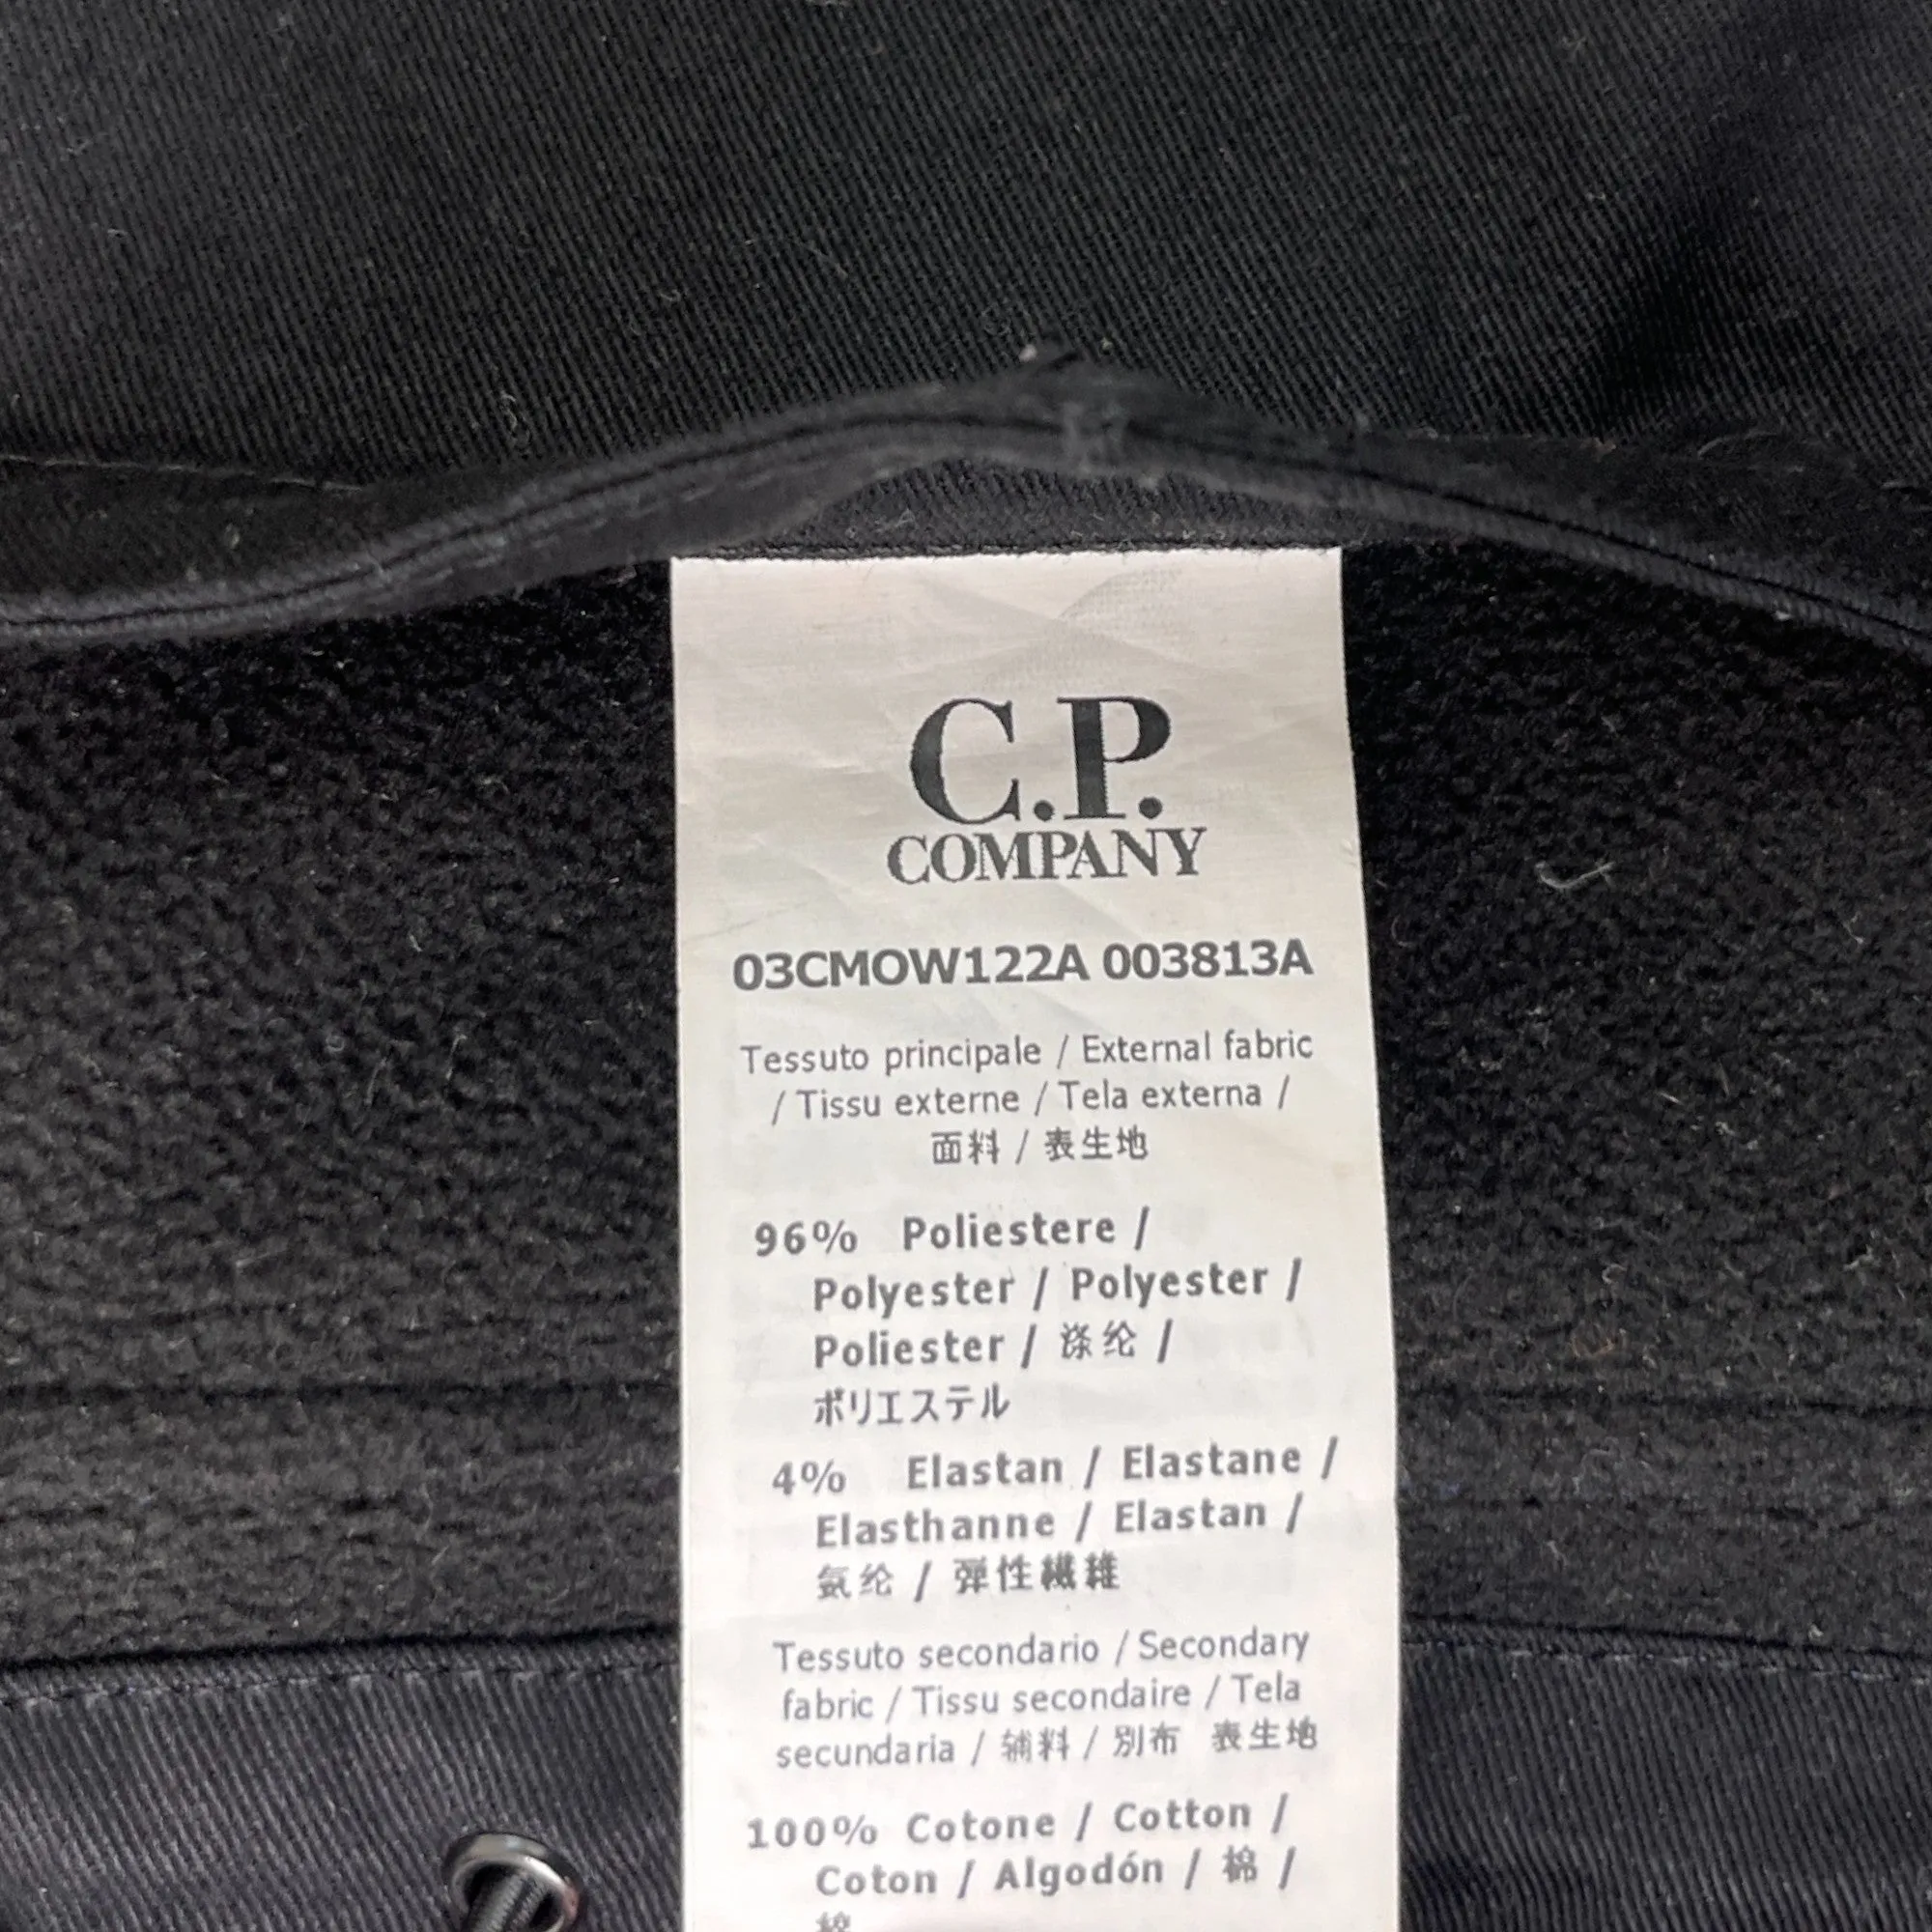 C.P.
COMPANY
03CMOW122A 003813A
Tessuto principale / External fabric
/ Tissu externe / Tela externa /
面料 / 表生地
96% Poliestere /
Polyester / Polyester /
Poliester / 涤纶 /
ポリエステル
4% Elastan / Elastane /
Elasthanne / Elastan /
氨纶 / 弾性繊維
Tessuto secondario / Secondary
fabric / Tissu secondaire / Tela
secundaria / 辅料 / 別布 表生地
100% Cotone / Cotton /
Coton / Algodón / 棉 /